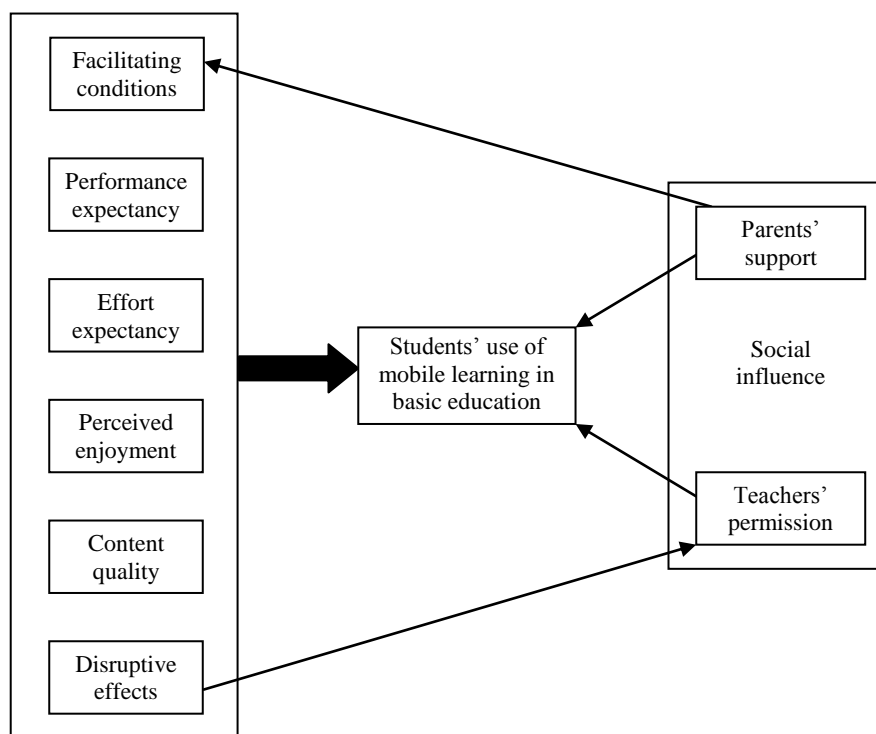 Facilitating
conditions
Performance
expectancy
Effort
expectancy
Perceived
enjoyment
Content
quality
Disruptive
effects
Students’ use of
mobile learning in
basic education
Parents’
support
Social
influence
Teachers’
permission